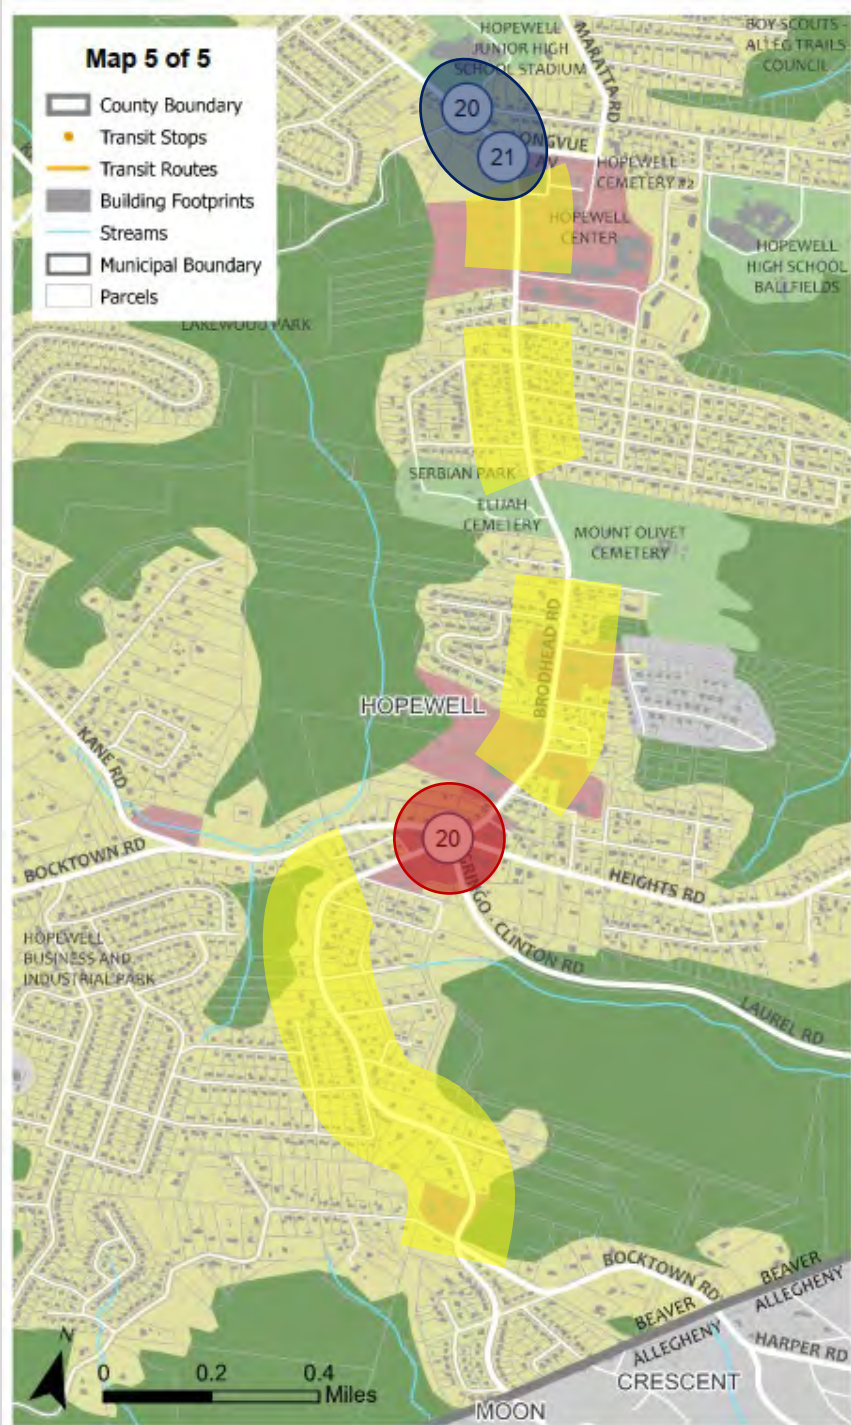 Map 5 of 5
County Boundary
Transit Stops
Transit Routes
Building Footprints
Streams
Municipal Boundary
Parcels
HOPEWELL
JUNIOR HIGH
SCHOOL STADIUM
MARATTA RD
BOY SCOUTS -
ALLEG TRAILS
COUNCIL
20
21
LONGVUE
AV
HOPEWELL
CEMETERY #2
HOPEWELL
CENTER
HOPEWELL
HIGH SCHOOL
BALLFIELDS
LAKEWOOD PARK
SERBIAN PARK
ELIJAH
CEMETERY
MOUNT OLIVET
CEMETERY
BRODHEAD RD
HOPEWELL
KANE RD
20
BOCKTOWN RD
HEIGHTS RD
GRINGO - CLINTON RD
HOPEWELL
BUSINESS AND
INDUSTRIAL PARK
LAUREL RD
BOCKTOWN RD
BEAVER
ALLEGHENY
BEAVER
ALLEGHENY
HARPER RD
CRESCENT
MOON
N
0 0.2 0.4
Miles